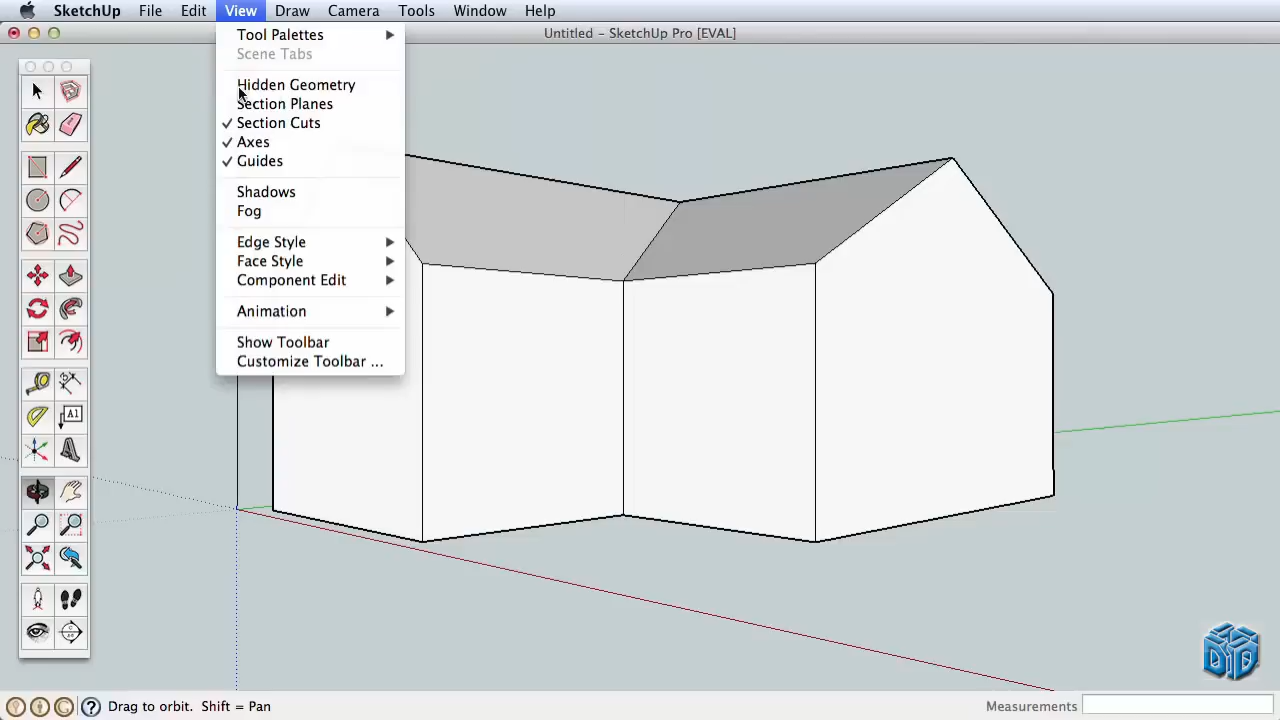 SketchUp File Edit View Draw Camera Tools Window Help
Untitled – SketchUp Pro [EVAL]
Tool Palettes
Scene Tabs
Hidden Geometry
Section Planes
Section Cuts
Axes
Guides
Shadows
Fog
Edge Style
Face Style
Component Edit
Animation
Show Toolbar
Customize Toolbar ...
A1
Drag to orbit. Shift = Pan
Measurements